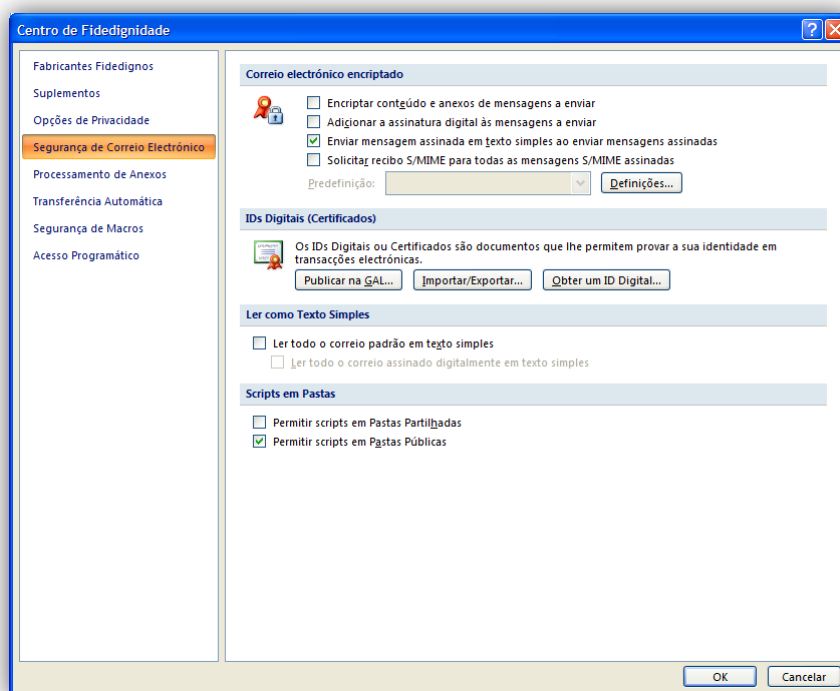 Centro de Fidedignidade
Fabricantes Fidedignos
Suplementos
Opções de Privacidade
Segurança de Correio Electrónico
Processamento de Anexos
Transferência Automática
Segurança de Macros
Acesso Programático
Correio electrónico encriptado
Encriptar conteúdo e anexos de mensagens a enviar
Adicionar a assinatura digital às mensagens a enviar
Enviar mensagem assinada em texto simples ao enviar mensagens assinadas
Solicitar recibo S/MIME para todas as mensagens S/MIME assinadas
Predefinição:
Definições...
IDs Digitais (Certificados)
Os IDs Digitais ou Certificados são documentos que lhe permitem provar a sua identidade em
transacções electrónicas.
Publicar na GAL...
Importar/Exportar...
Obter um ID Digital...
Ler como Texto Simples
Ler todo o correio padrão em texto simples
Ler todo o correio assinado digitalmente em texto simples
Scripts em Pastas
Permitir scripts em Pastas Partilhadas
Permitir scripts em Pastas Públicas
OK
Cancelar